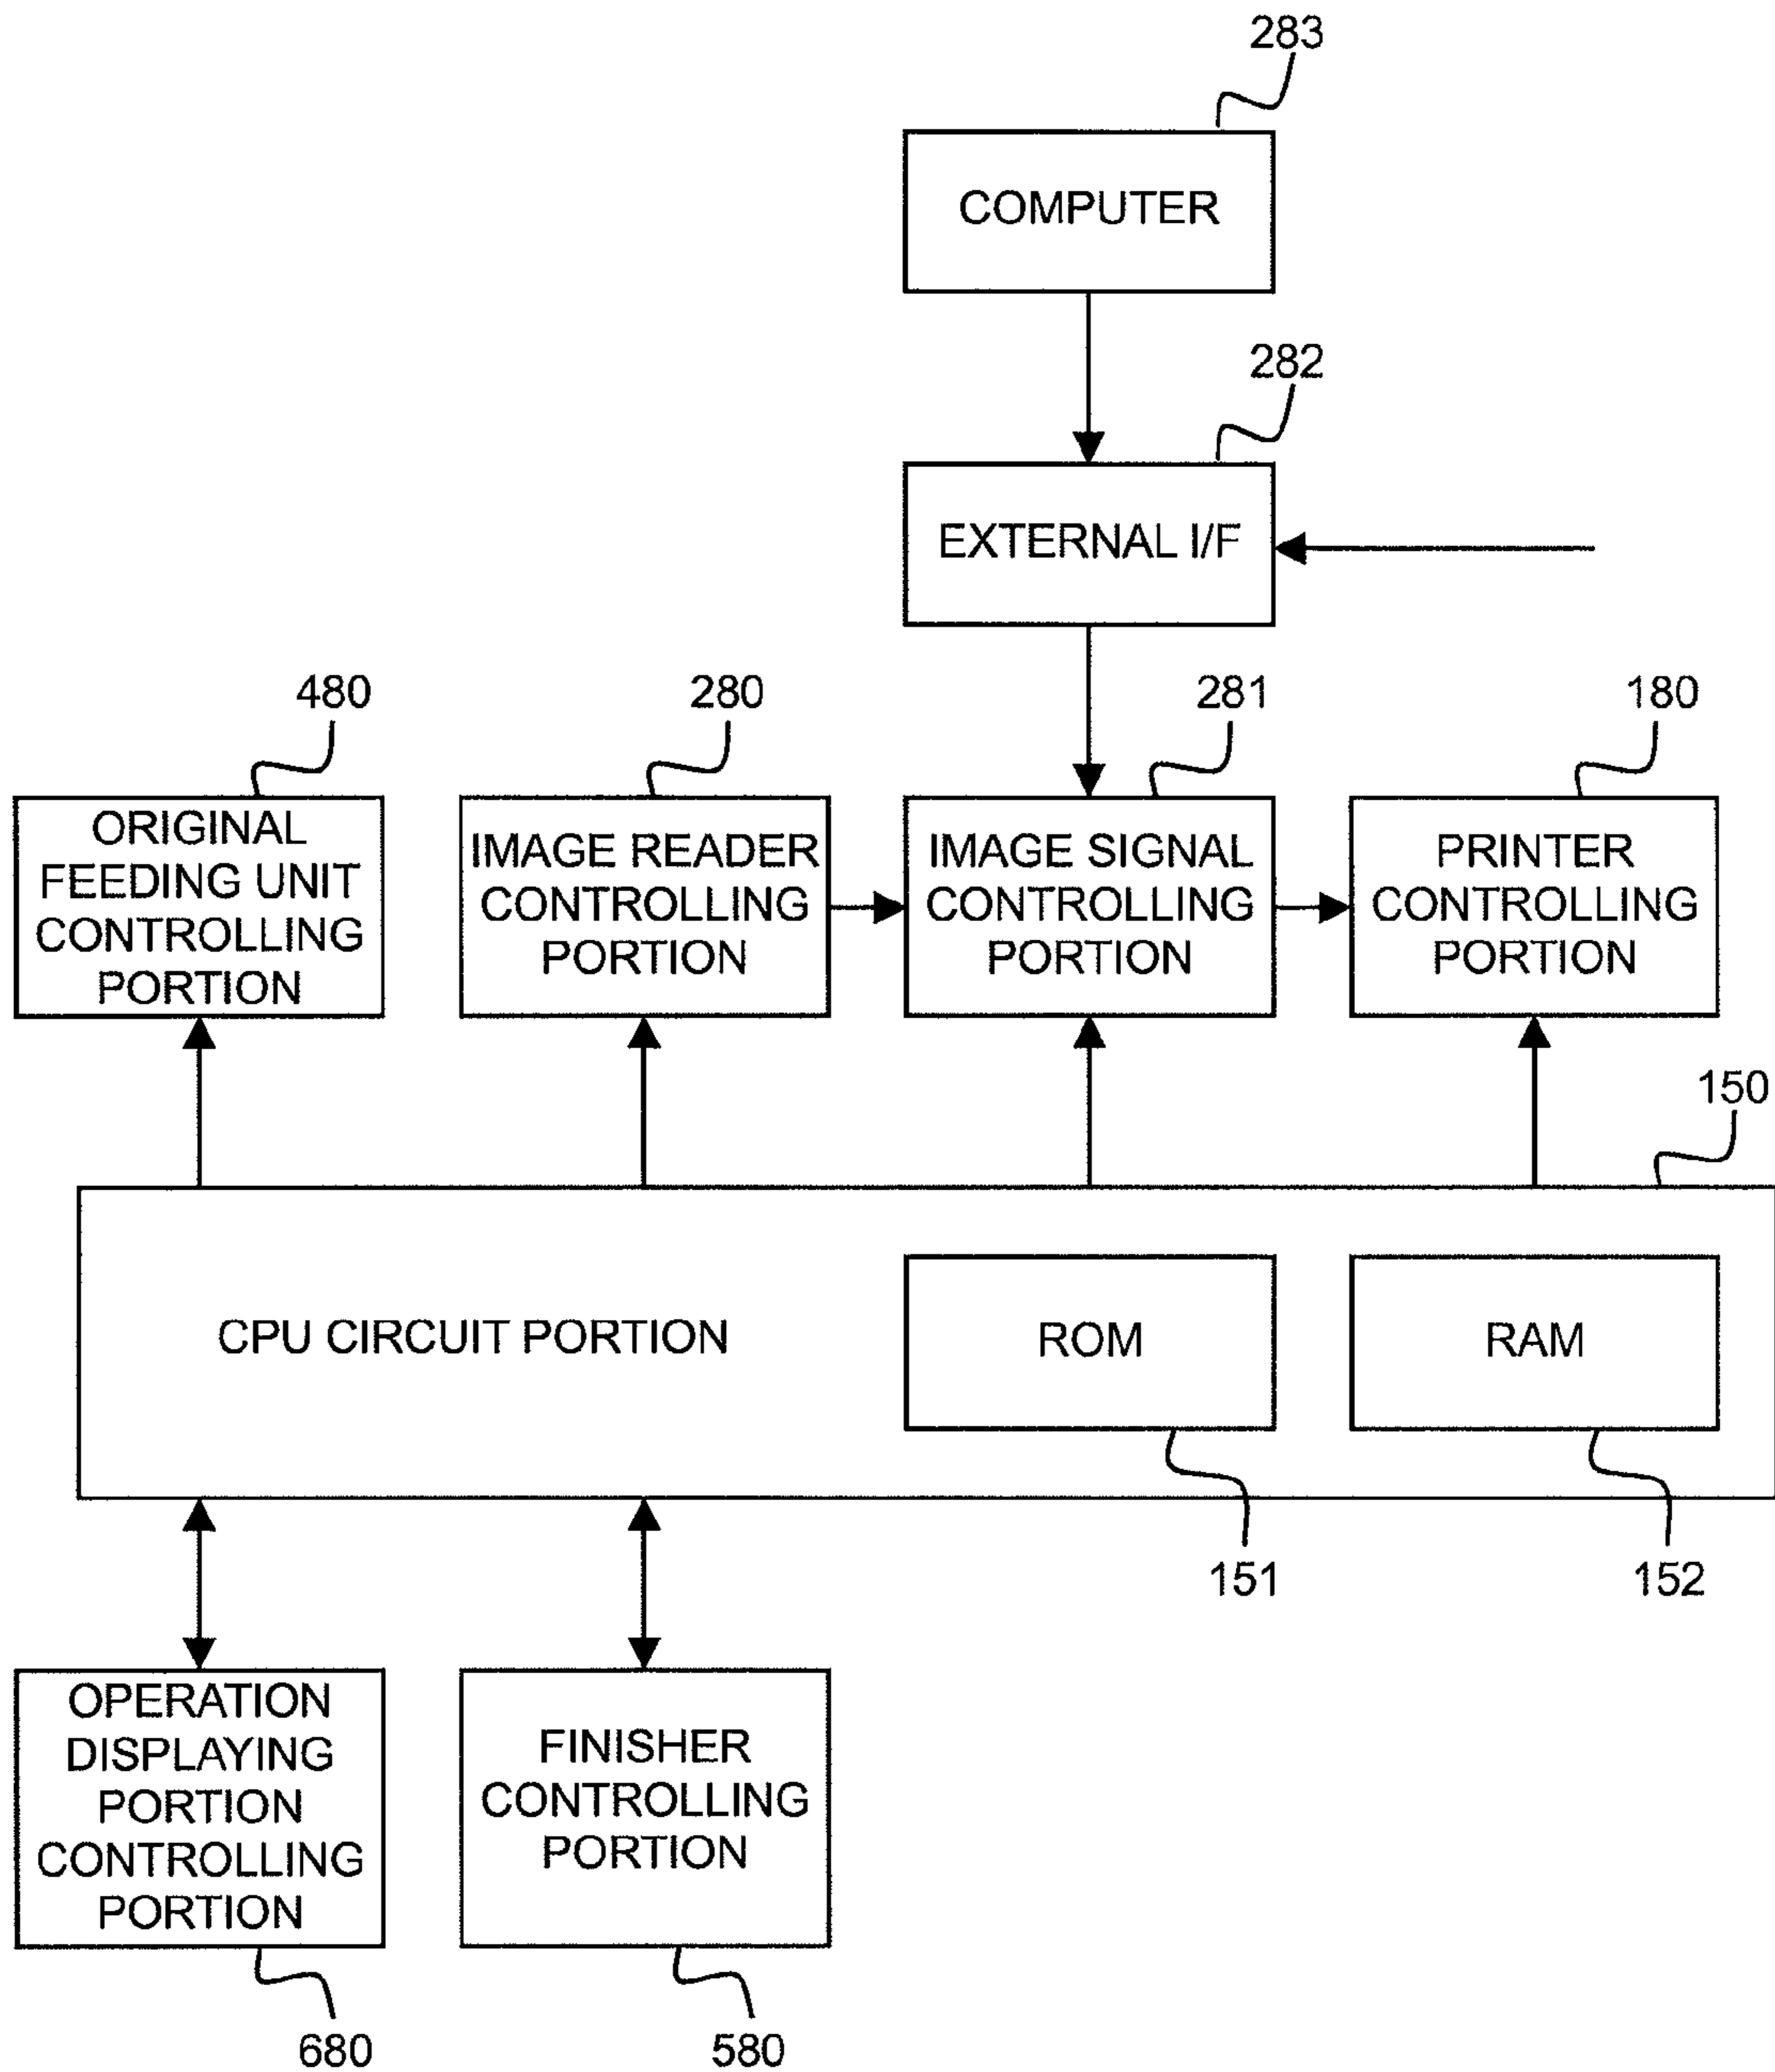 283
COMPUTER
282
EXTERNAL I/F
480
280
281
180
ORIGINAL
FEEDING UNIT
CONTROLLING
PORTION
IMAGE READER
CONTROLLING
PORTION
IMAGE SIGNAL
CONTROLLING
PORTION
PRINTER
CONTROLLING
PORTION
150
CPU CIRCUIT PORTION
ROM
RAM
151
152
OPERATION
DISPLAYING
PORTION
CONTROLLING
PORTION
FINISHER
CONTROLLING
PORTION
680
580